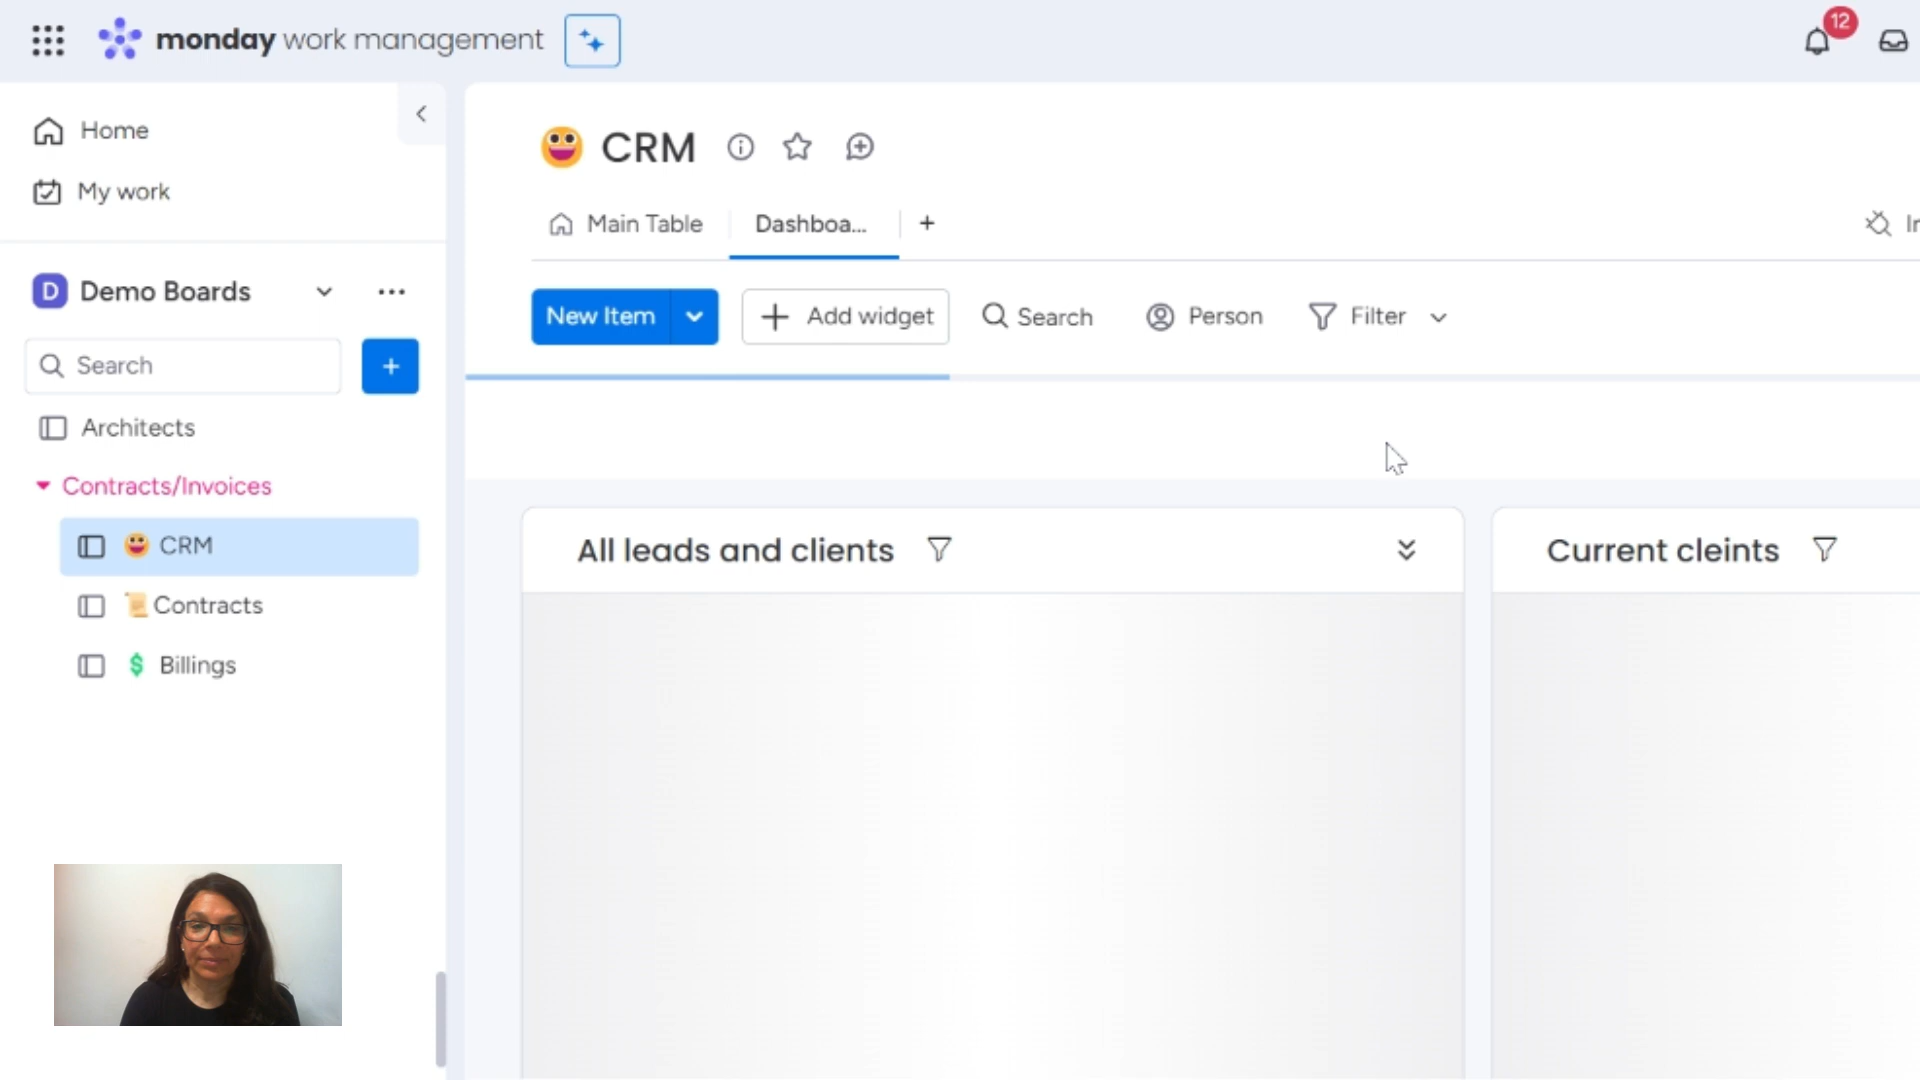 monday work management
12
Home
My work
D Demo Boards
Search
Architects
Contracts/Invoices
CRM
Contracts
$ Billings
CRM
Main Table
Dashboa...
New Item
Add widget
Search
Person
Filter
All leads and clients
Current cleints